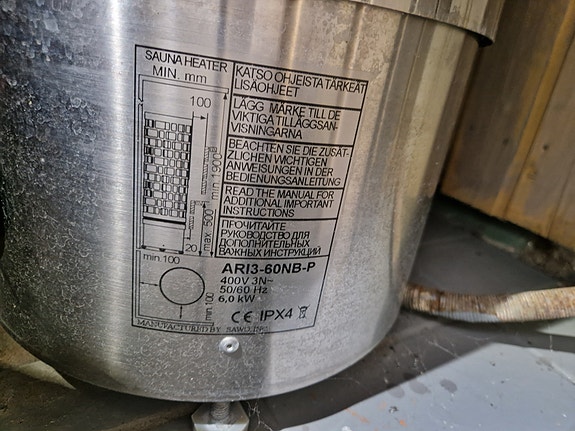 SAUNA HEATER
MIN. mm
KATSO OHJEISTA TÄRKEÄT
LISÄOHJEET
100
LÄGG MÄRKE TILL DE
VIKTIGA TILLÄGGSAN-
VISNINGARNA
BEACHTEN SIE DIE ZUSÄT-
ZLICHEN WICHTIGEN
ANWEISUNGEN IN DER
BEDIENUNGSANLEITUNG
min. 1900
max. 500
READ THE MANUAL FOR
ADDITIONAL IMPORTANT
INSTRUCTIONS
ПРОЧИТАЙТЕ
РУКОВОДСТВО ДЛЯ
ДОПОЛНИТЕЛЬНЫХ
ВАЖНЫХ ИНСТРУКЦИЙ
20
min.100
min.100
ARI3-60NB-P
400V 3N~
50/60 Hz
6,0 kW
CE IPX4
MANUFACTURED BY SAWO, INC.